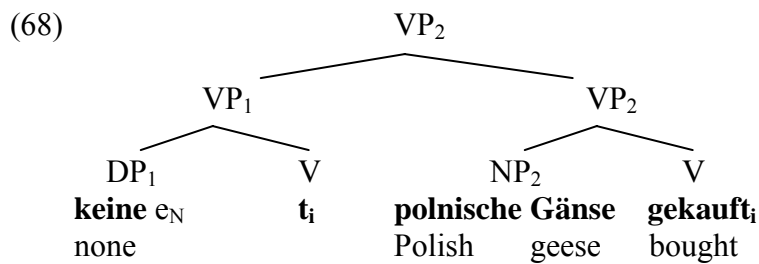 (68) VP₂
VP₁ VP₂
DP₁ V NP₂ V
keine eN tᵢ polnische Gänse gekauftᵢ
none Polish geese bought